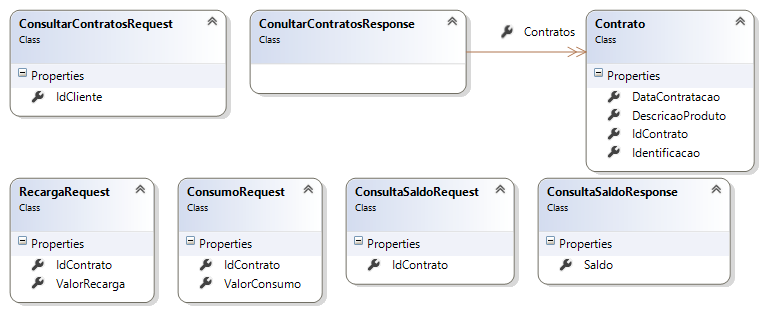 ConsultarContratosRequest
Class
Properties
IdCliente
ConultarContratosResponse
Class
Contratos
Contrato
Class
Properties
DataContratacao
DescricaoProduto
IdContrato
Identificacao
RecargaRequest
Class
Properties
IdContrato
ValorRecarga
ConsumoRequest
Class
Properties
IdContrato
ValorConsumo
ConsultaSaldoRequest
Class
Properties
IdContrato
ConsultaSaldoResponse
Class
Properties
Saldo